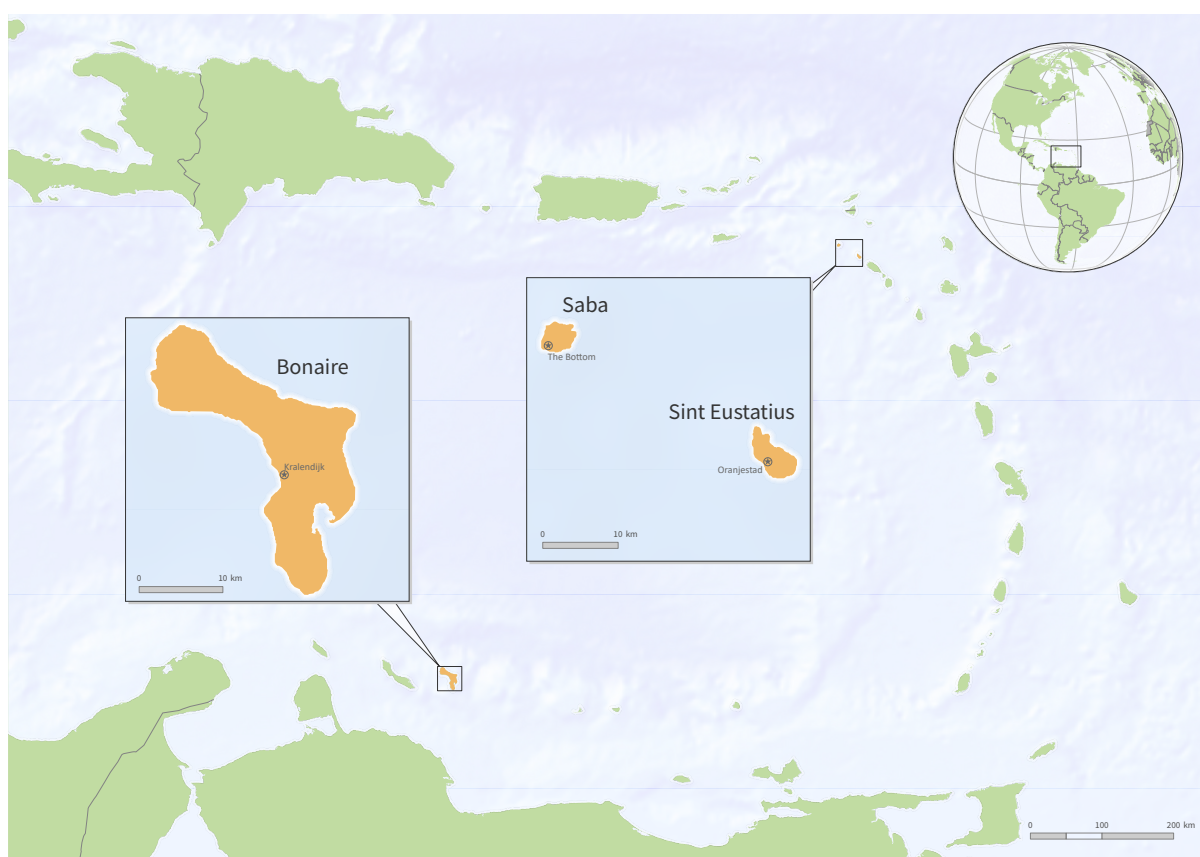 Saba
The Bottom
Sint Eustatius
Oranjestad
0 10 km
Bonaire
Kralendijk
0 10 km
0 100 200 km